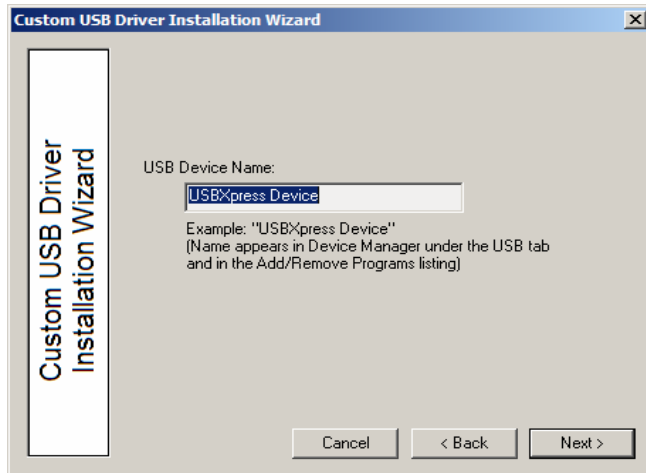 Custom USB Driver Installation Wizard
Custom USB Driver
Installation Wizard
USB Device Name:
USBXpress Device
Example: "USBXpress Device"
(Name appears in Device Manager under the USB tab
and in the Add/Remove Programs listing)
Cancel
< Back
Next >